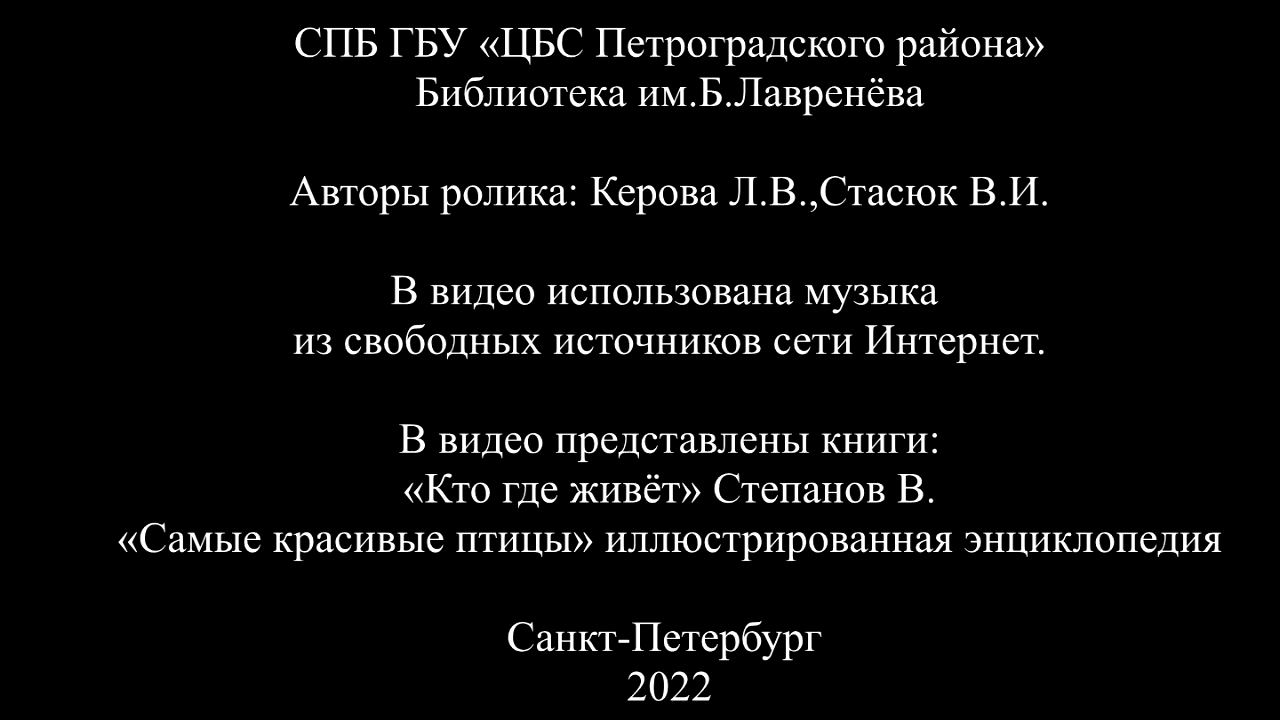 СПБ ГБУ «ЦБС Петроградского района»
Библиотека им.Б.Лавренёва
Авторы ролика: Керова Л.В.,Стасюк В.И.
В видео использована музыка
из свободных источников сети Интернет.
В видео представлены книги:
«Кто где живёт» Степанов В.
«Самые красивые птицы» иллюстрированная энциклопедия
Санкт-Петербург
2022